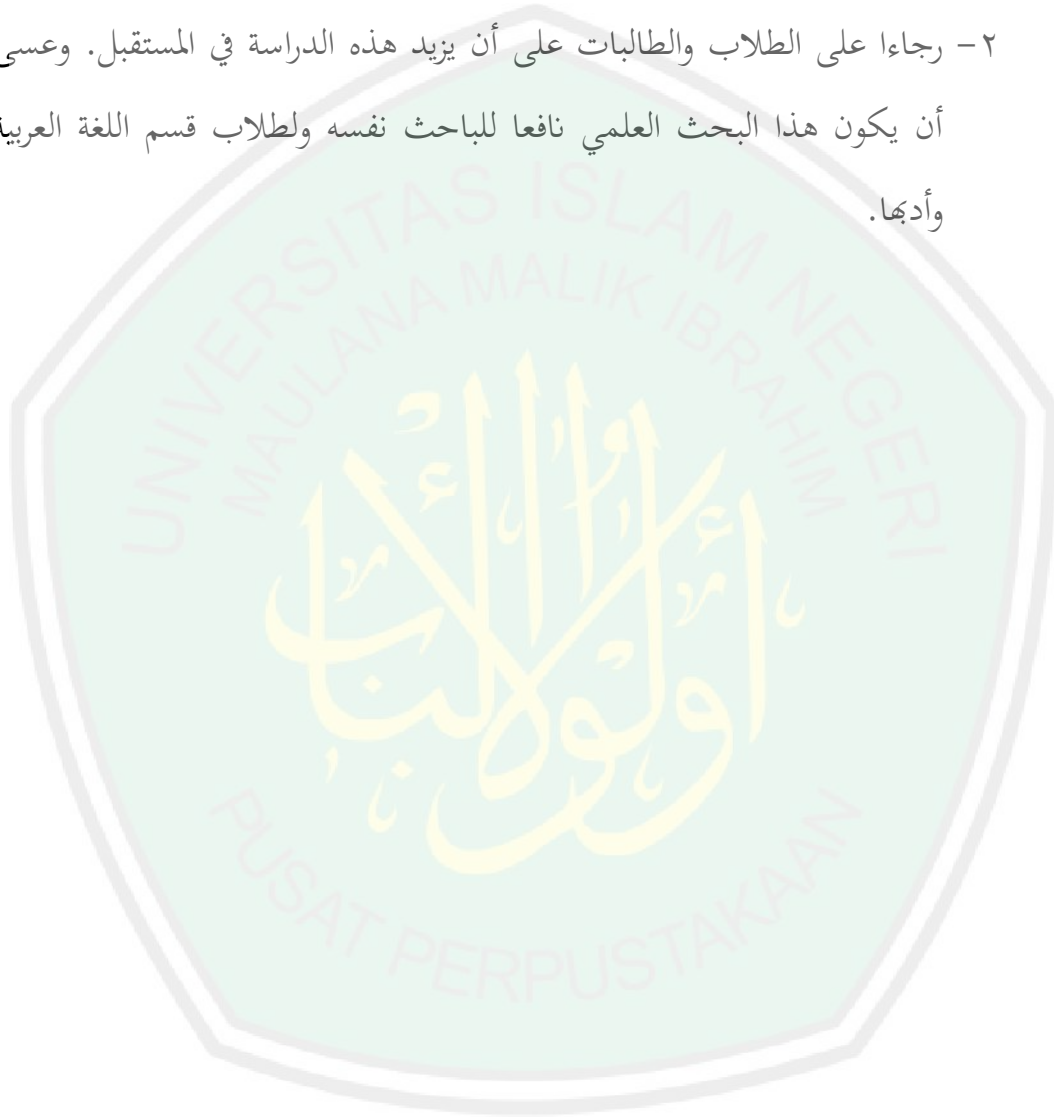 ٢- رجاءا على الطلاب والطالبات على أن يزيد هذه الدراسة في المستقبل. وعسى
أن يكون هذا البحث العلمي نافعا للباحث نفسه ولطلاب قسم اللغة العربية
وأدبها.
UNIVERSITAS ISLAM NEGERI
MAULANA MALIK IBRAHIM
أولو الألباب
PUSAT PERPUSTAKAAN